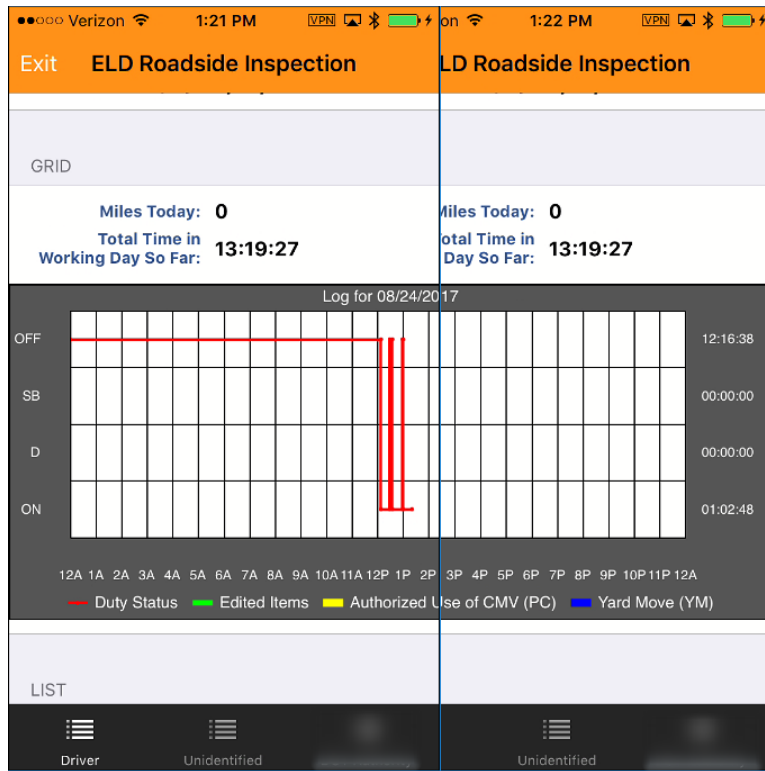 Verizon 1:21 PM VPN
on 1:22 PM VPN
Exit ELD Roadside Inspection
LD Roadside Inspection
GRID
Miles Today: 0
Miles Today: 0
Total Time in
Working Day So Far: 13:19:27
otal Time in
Day So Far: 13:19:27
Log for 08/24/2017
OFF 12:16:38
SB 00:00:00
D 00:00:00
ON 01:02:48
12A 1A 2A 3A 4A 5A 6A 7A 8A 9A 10A 11A 12P 1P 2P 3P 4P 5P 6P 7P 8P 9P 10P 11P 12A
Duty Status Edited Items Authorized Use of CMV (PC) Yard Move (YM)
LIST
Driver Unidentified
Unidentified